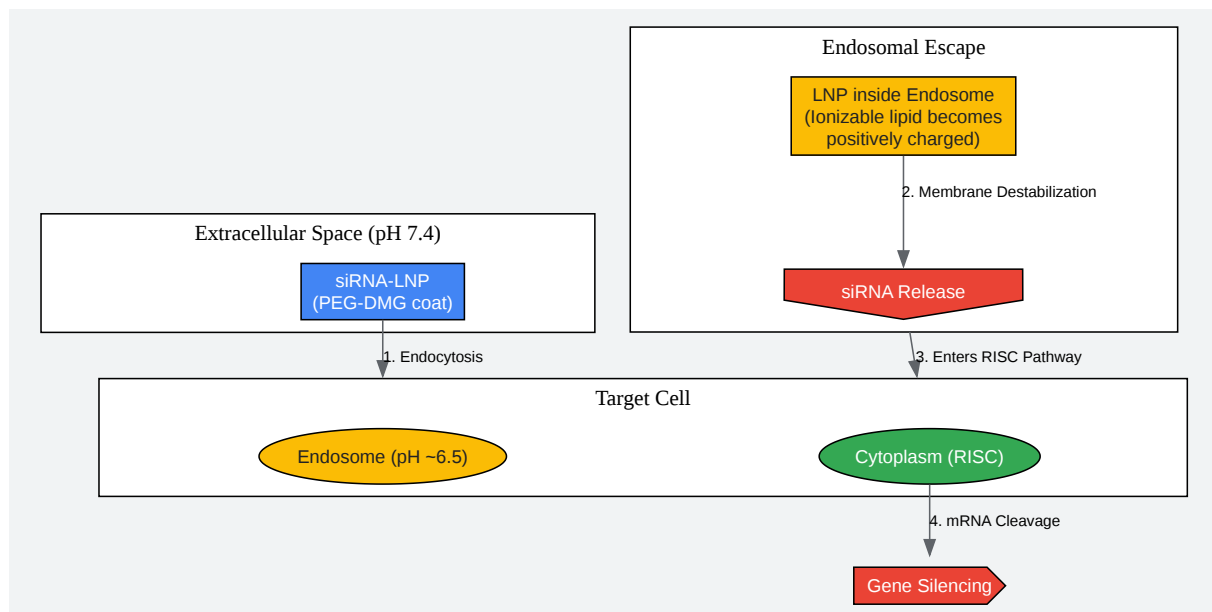 Endosomal Escape
LNP inside Endosome
(Ionizable lipid becomes
positively charged)
2. Membrane Destabilization
Extracellular Space (pH 7.4)
siRNA-LNP
(PEG-DMG coat)
siRNA Release
1. Endocytosis
3. Enters RISC Pathway
Target Cell
Endosome (pH ~6.5)
Cytoplasm (RISC)
4. mRNA Cleavage
Gene Silencing